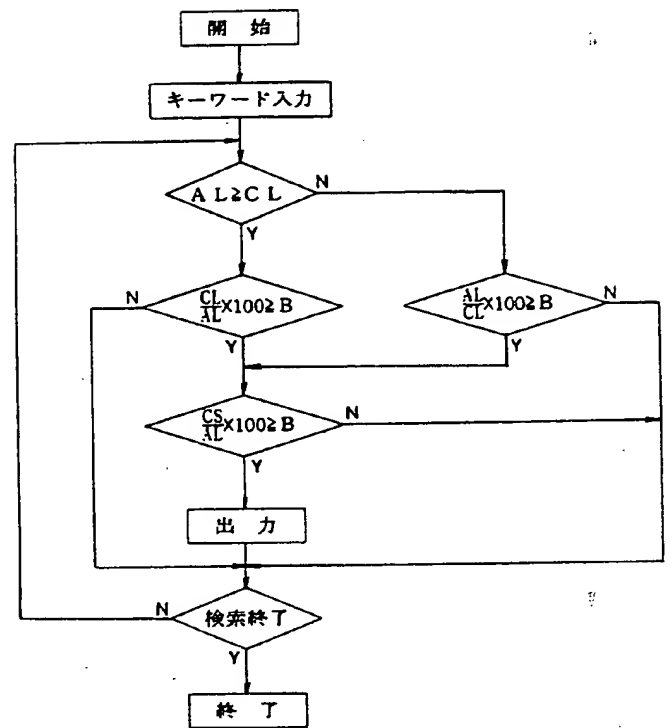 開 始
キーワード入力
AL≧CL
N
Y
N
CL/AL×100≧B
Y
AL/CL×100≧B
N
Y
CS/AL×100≧B
N
Y
出 力
N
検索終了
Y
終 了